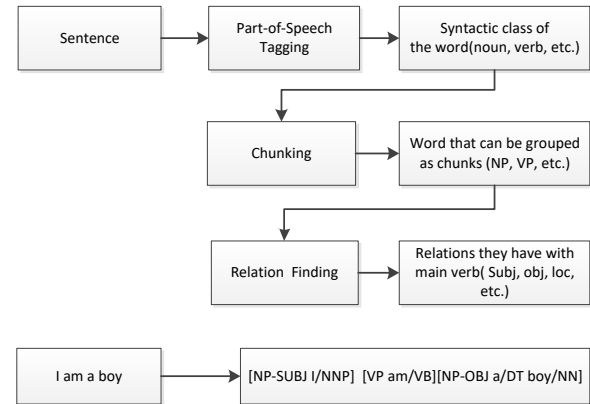 Sentence
Part-of-Speech
Tagging
Syntactic class of
the word(noun, verb, etc.)
Chunking
Word that can be grouped
as chunks (NP, VP, etc.)
Relation Finding
Relations they have with
main verb( Subj, obj, loc,
etc.)
I am a boy
[NP-SUBJ I/NNP] [VP am/VB][NP-OBJ a/DT boy/NN]